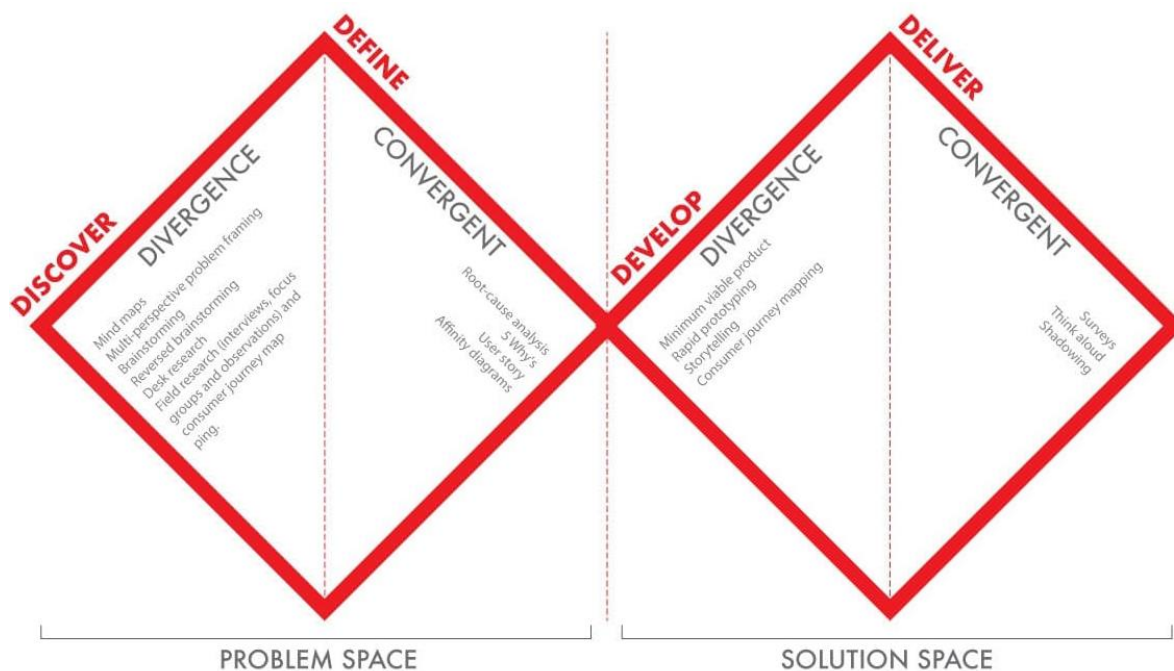 DISCOVER
DIVERGENCE
Mind maps
Multi-perspective problem framing
Brainstorming
Reversed brainstorming
Desk research
Field research (interviews, focus
groups and observations) and
consumer journey map
ping.
DEFINE
CONVERGENT
Root-cause analysis
5 Why's
User story
Affinity diagrams
DEVELOP
DIVERGENCE
Minimum viable product
Rapid prototyping
Storytelling
Consumer journey mapping
DELIVER
CONVERGENT
Surveys
Think aloud
Shadowing
PROBLEM SPACE
SOLUTION SPACE